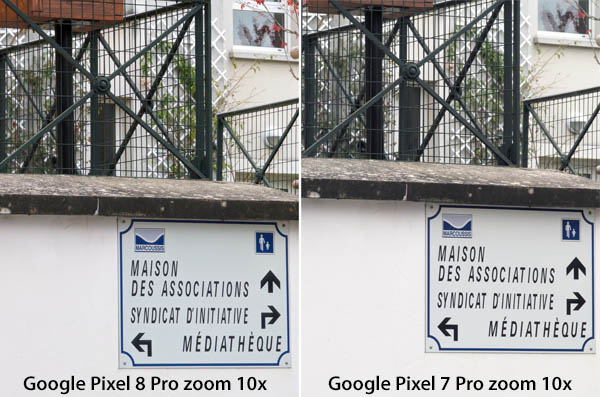 MARCOUSSIS
MAISON
DES ASSOCIATIONS
SYNDICAT D'INITIATIVE
MÉDIATHÈQUE
Google Pixel 8 Pro zoom 10x
MARCOUSSIS
MAISON
DES ASSOCIATIONS
SYNDICAT D'INITIATIVE
MÉDIATHÈQUE
Google Pixel 7 Pro zoom 10x